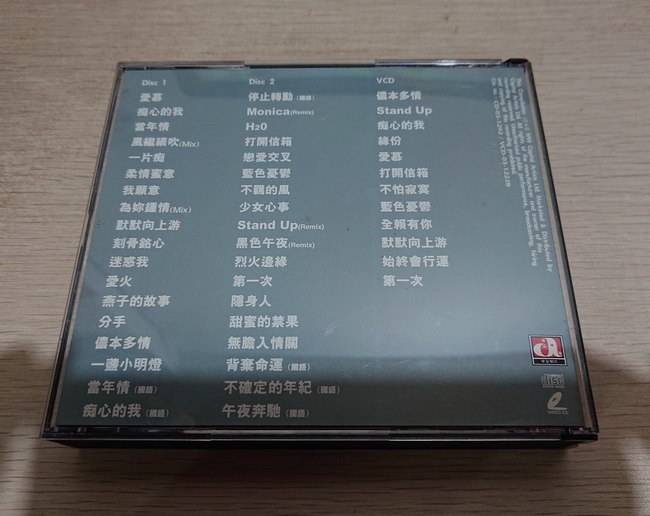 Disc 1
愛慕
痴心的我
當年情
風繼續吹(Mix)
一片痴
柔情蜜意
我願意
為妳鍾情(Mix)
默默向上游
刻骨銘心
迷惑我
愛火
燕子的故事
分手
儂本多情
一盞小明燈
當年情(國語)
痴心的我(國語)
Disc 2
停止轉動(國語)
Monica(Remix)
H2O
打開信箱
戀愛交叉
藍色憂鬱
不羈的風
少女心事
Stand Up(Remix)
黑色午夜(Remix)
烈火邊緣
第一次
隱身人
甜蜜的禁果
無膽入情關
背棄命運(國語)
不確定的年紀(國語)
午夜奔馳(國語)
VCD
儂本多情
Stand Up
痴心的我
緣份
愛慕
打開信箱
不怕寂寞
藍色憂鬱
全賴有你
默默向上游
始終會行運
第一次
DISC
VIDEO CD